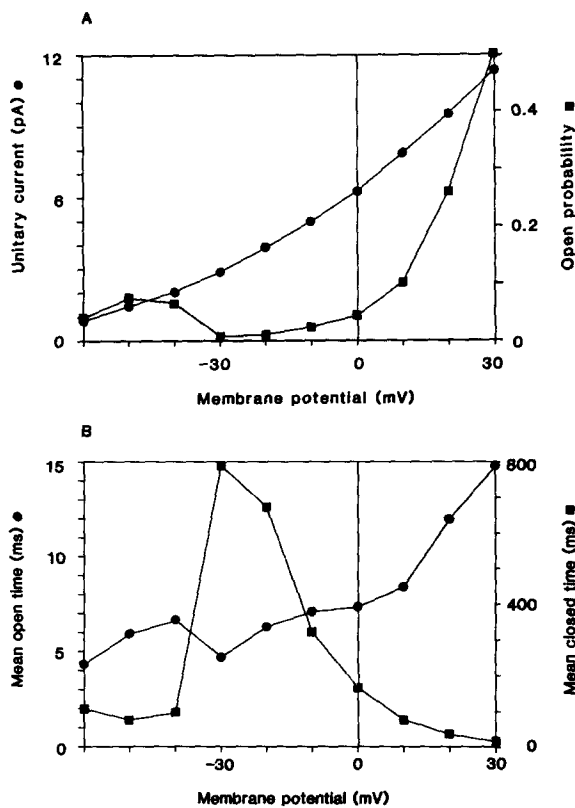 A
12
6
0
Unitary current (pA) ●
0.4
0.2
0
Open probability ■
-30 0 30
Membrane potential (mV)
B
15
10
5
0
Mean open time (ms) ●
800
400
0
Mean closed time (ms) ■
-30 0 30
Membrane potential (mV)